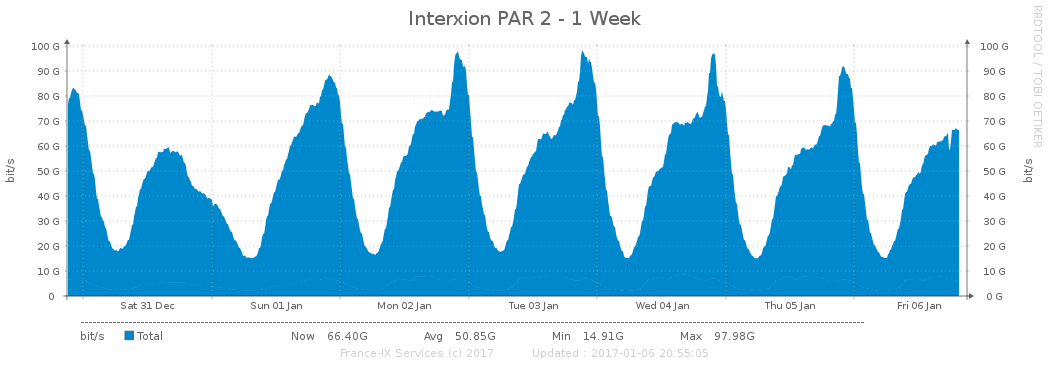 Interxion PAR 2 - 1 Week
RRDTOOL / TOBI OETIKER
bit/s
100 G
90 G
80 G
70 G
60 G
50 G
40 G
30 G
20 G
10 G
0
100 G
90 G
80 G
70 G
60 G
50 G
40 G
30 G
20 G
10 G
0 G
bit/s
Sat 31 Dec Sun 01 Jan Mon 02 Jan Tue 03 Jan Wed 04 Jan Thu 05 Jan Fri 06 Jan
bit/s Total Now 66.40G Avg 50.85G Min 14.91G Max 97.98G
France-IX Services (c) 2017 Updated : 2017-01-06 20:55:05